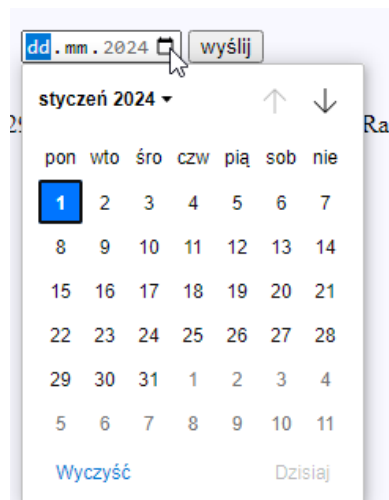 dd.mm.2024 wyślij
styczeń 2024
Ra
pon wto śro czw pią sob nie
1 2 3 4 5 6 7
8 9 10 11 12 13 14
15 16 17 18 19 20 21
22 23 24 25 26 27 28
29 30 31 1 2 3 4
5 6 7 8 9 10 11
Wyczyść Dzisiaj